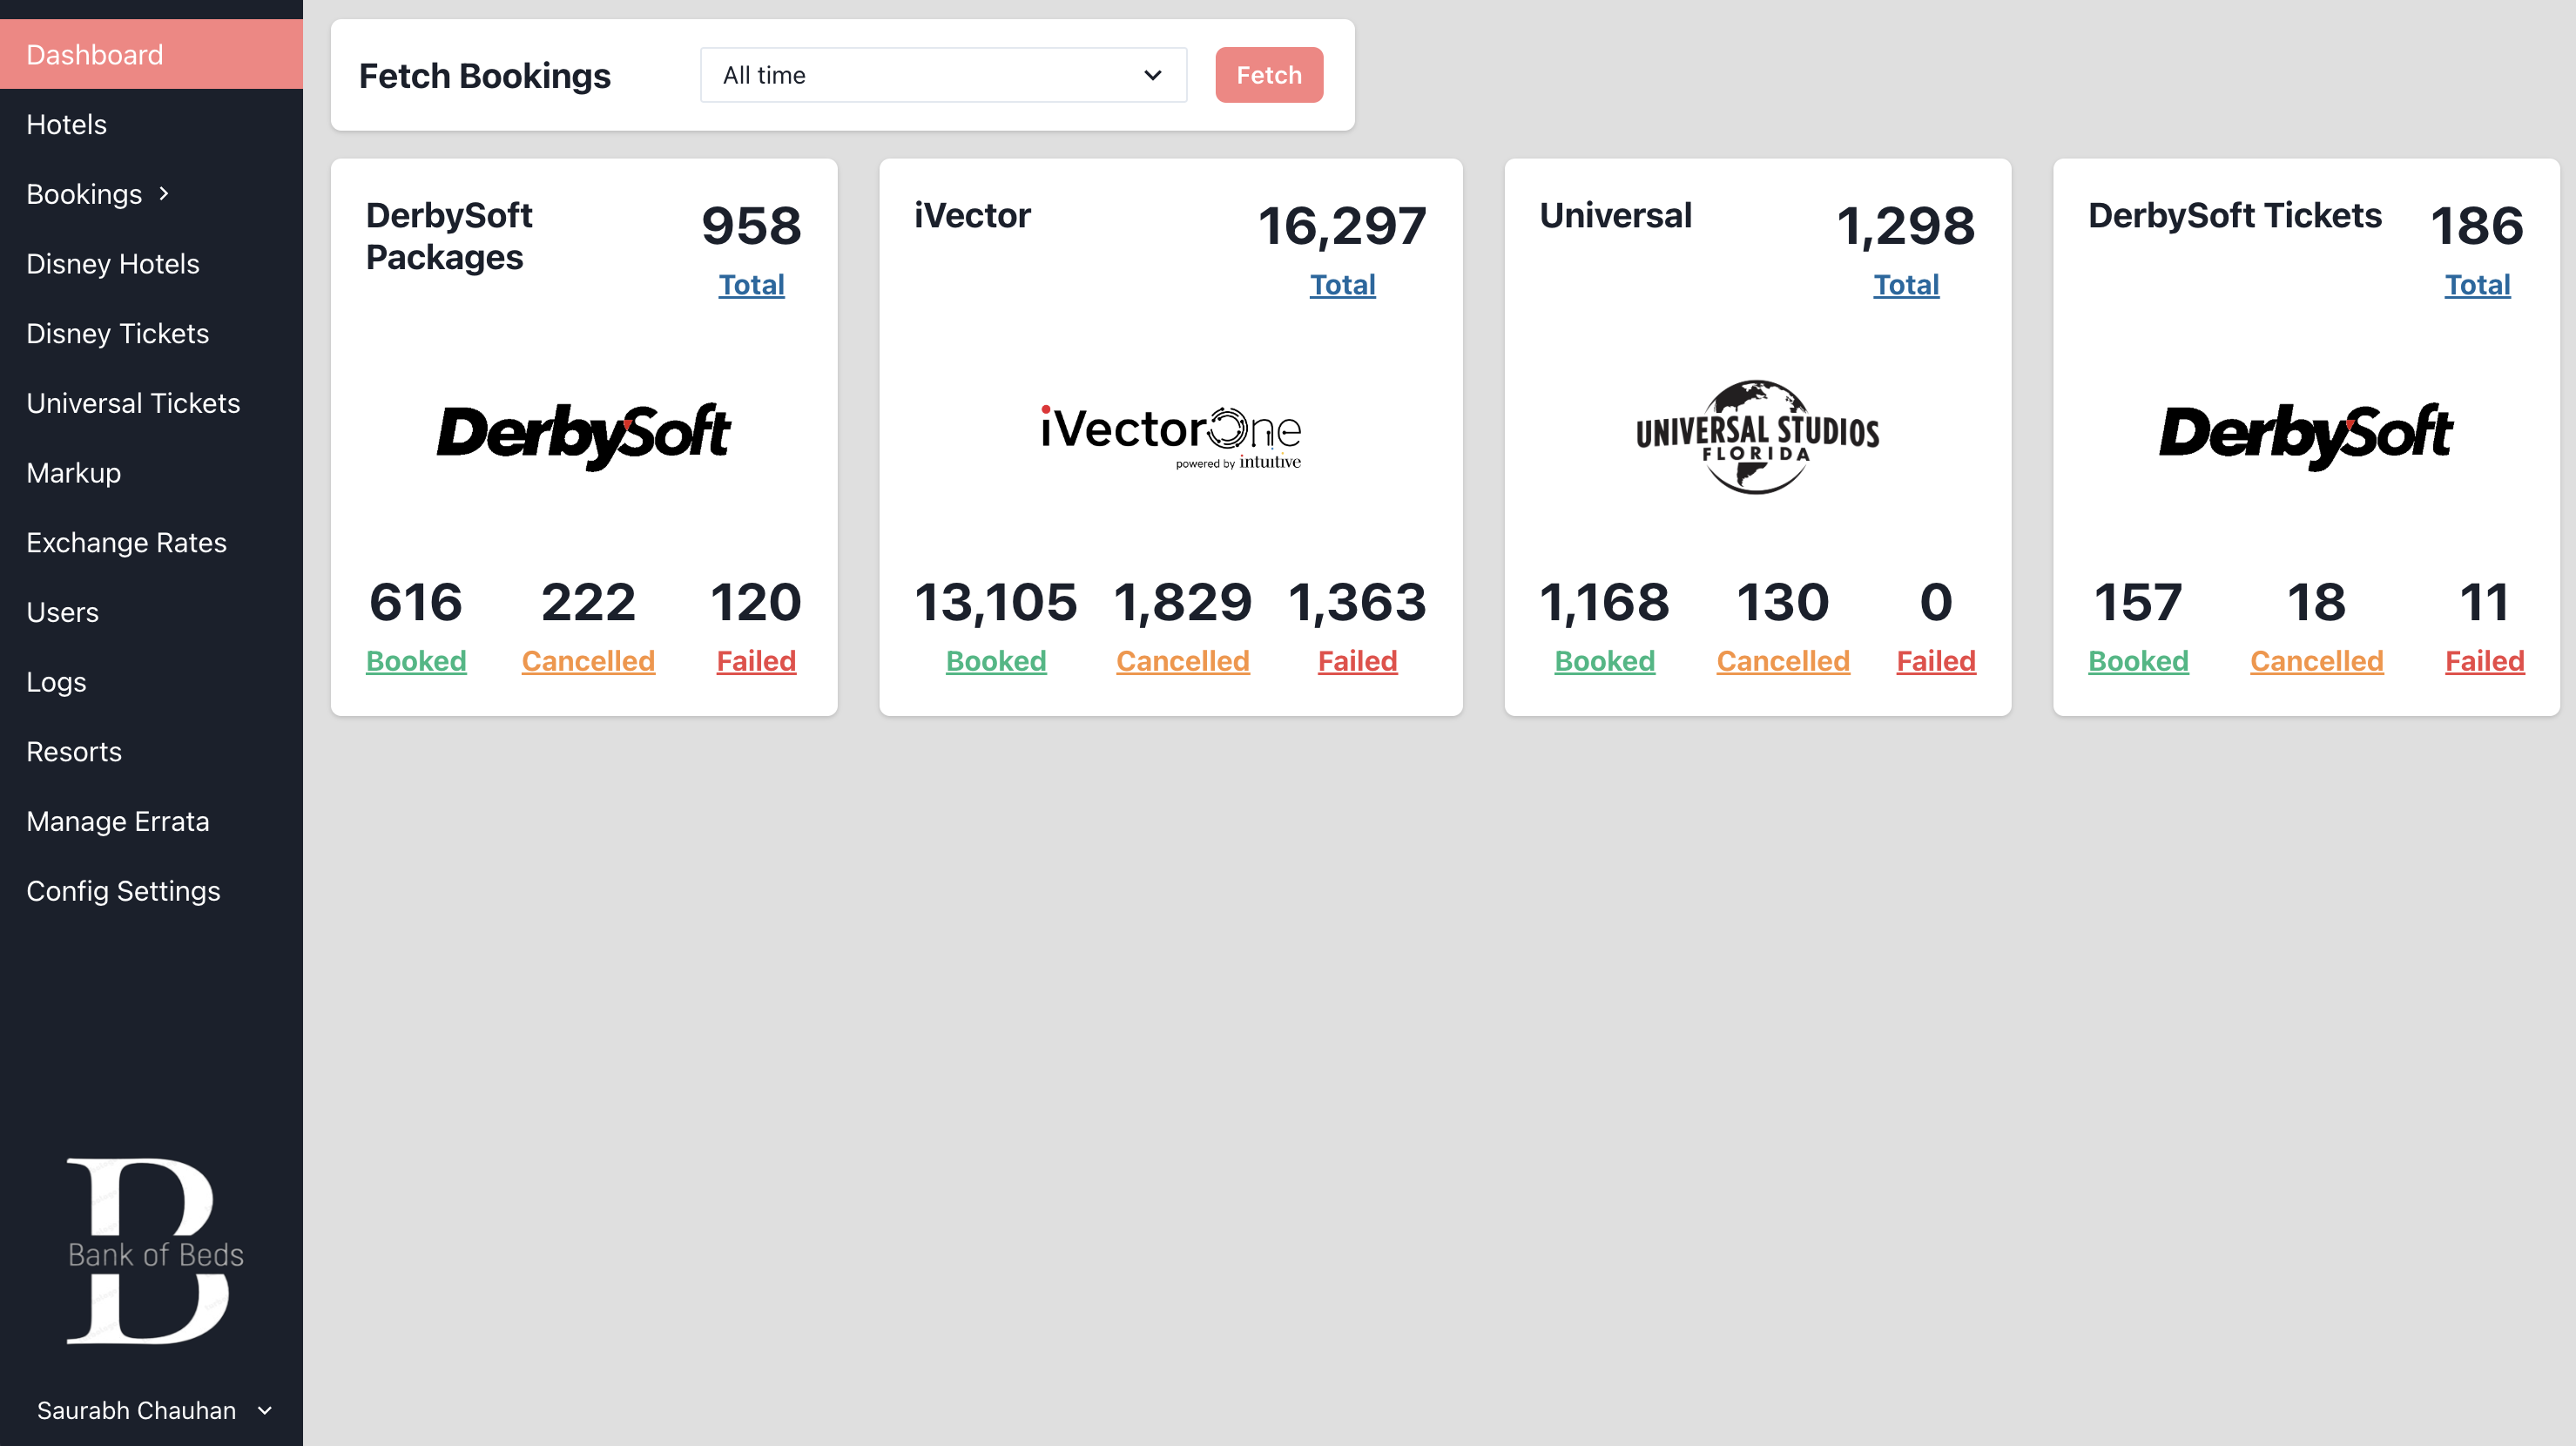 Dashboard
Hotels
Bookings
Disney Hotels
Disney Tickets
Universal Tickets
Markup
Exchange Rates
Users
Logs
Resorts
Manage Errata
Config Settings
B
Bank of Beds
Saurabh Chauhan
Fetch Bookings
All time
Fetch
DerbySoft
Packages
958
Total
DerbySoft
616 222 120
Booked Cancelled Failed
iVector
16,297
Total
iVectorOne
powered by intuitive
13,105 1,829 1,363
Booked Cancelled Failed
Universal
1,298
Total
UNIVERSAL STUDIOS
FLORIDA
1,168 130 0
Booked Cancelled Failed
DerbySoft Tickets
186
Total
DerbySoft
157 18 11
Booked Cancelled Failed